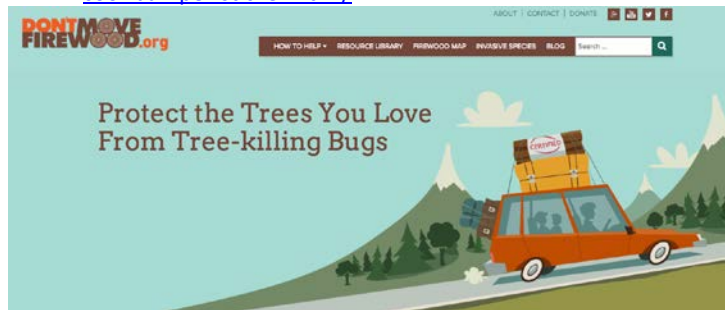 ABOUT | CONTACT | DONATE
DONT MOVE
FIREWOOD.org
HOW TO HELP RESOURCE LIBRARY FIREWOOD MAP INVASIVE SPECIES BLOG Search ...
Protect the Trees You Love
From Tree-killing Bugs
CERTIFIED